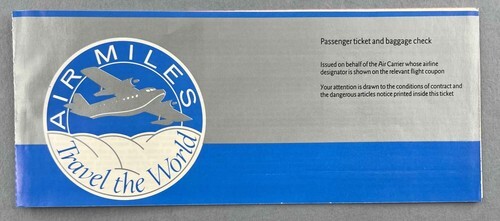 AIR MILES
Travel the World
Passenger ticket and baggage check
Issued on behalf of the Air Carrier whose airline
designator is shown on the relevant flight coupon
Your attention is drawn to the conditions of contract and
the dangerous articles notice printed inside this ticket